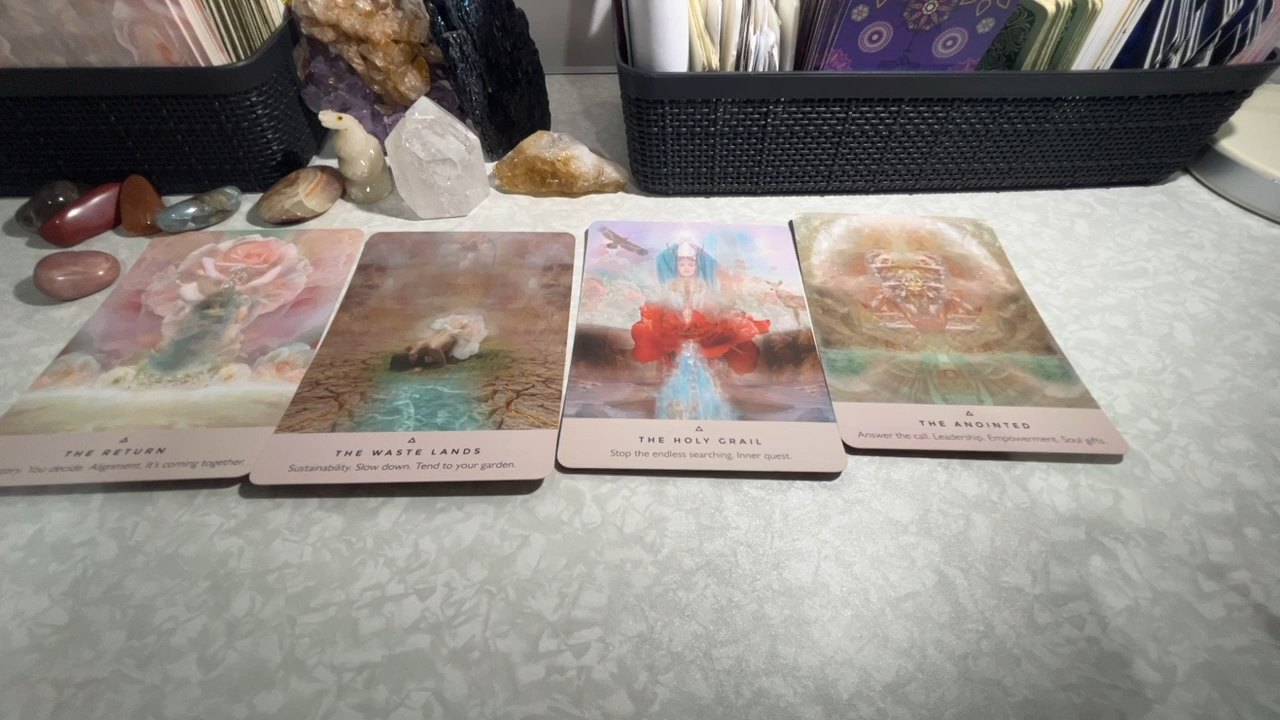 THE RETURN
You decide. Alignment. It's coming together.
THE WASTE LANDS
Sustainability. Slow down. Tend to your garden.
THE HOLY GRAIL
Stop the endless searching. Inner quest.
THE ANOINTED
Answer the call. Leadership. Empowerment. Soul gifts.